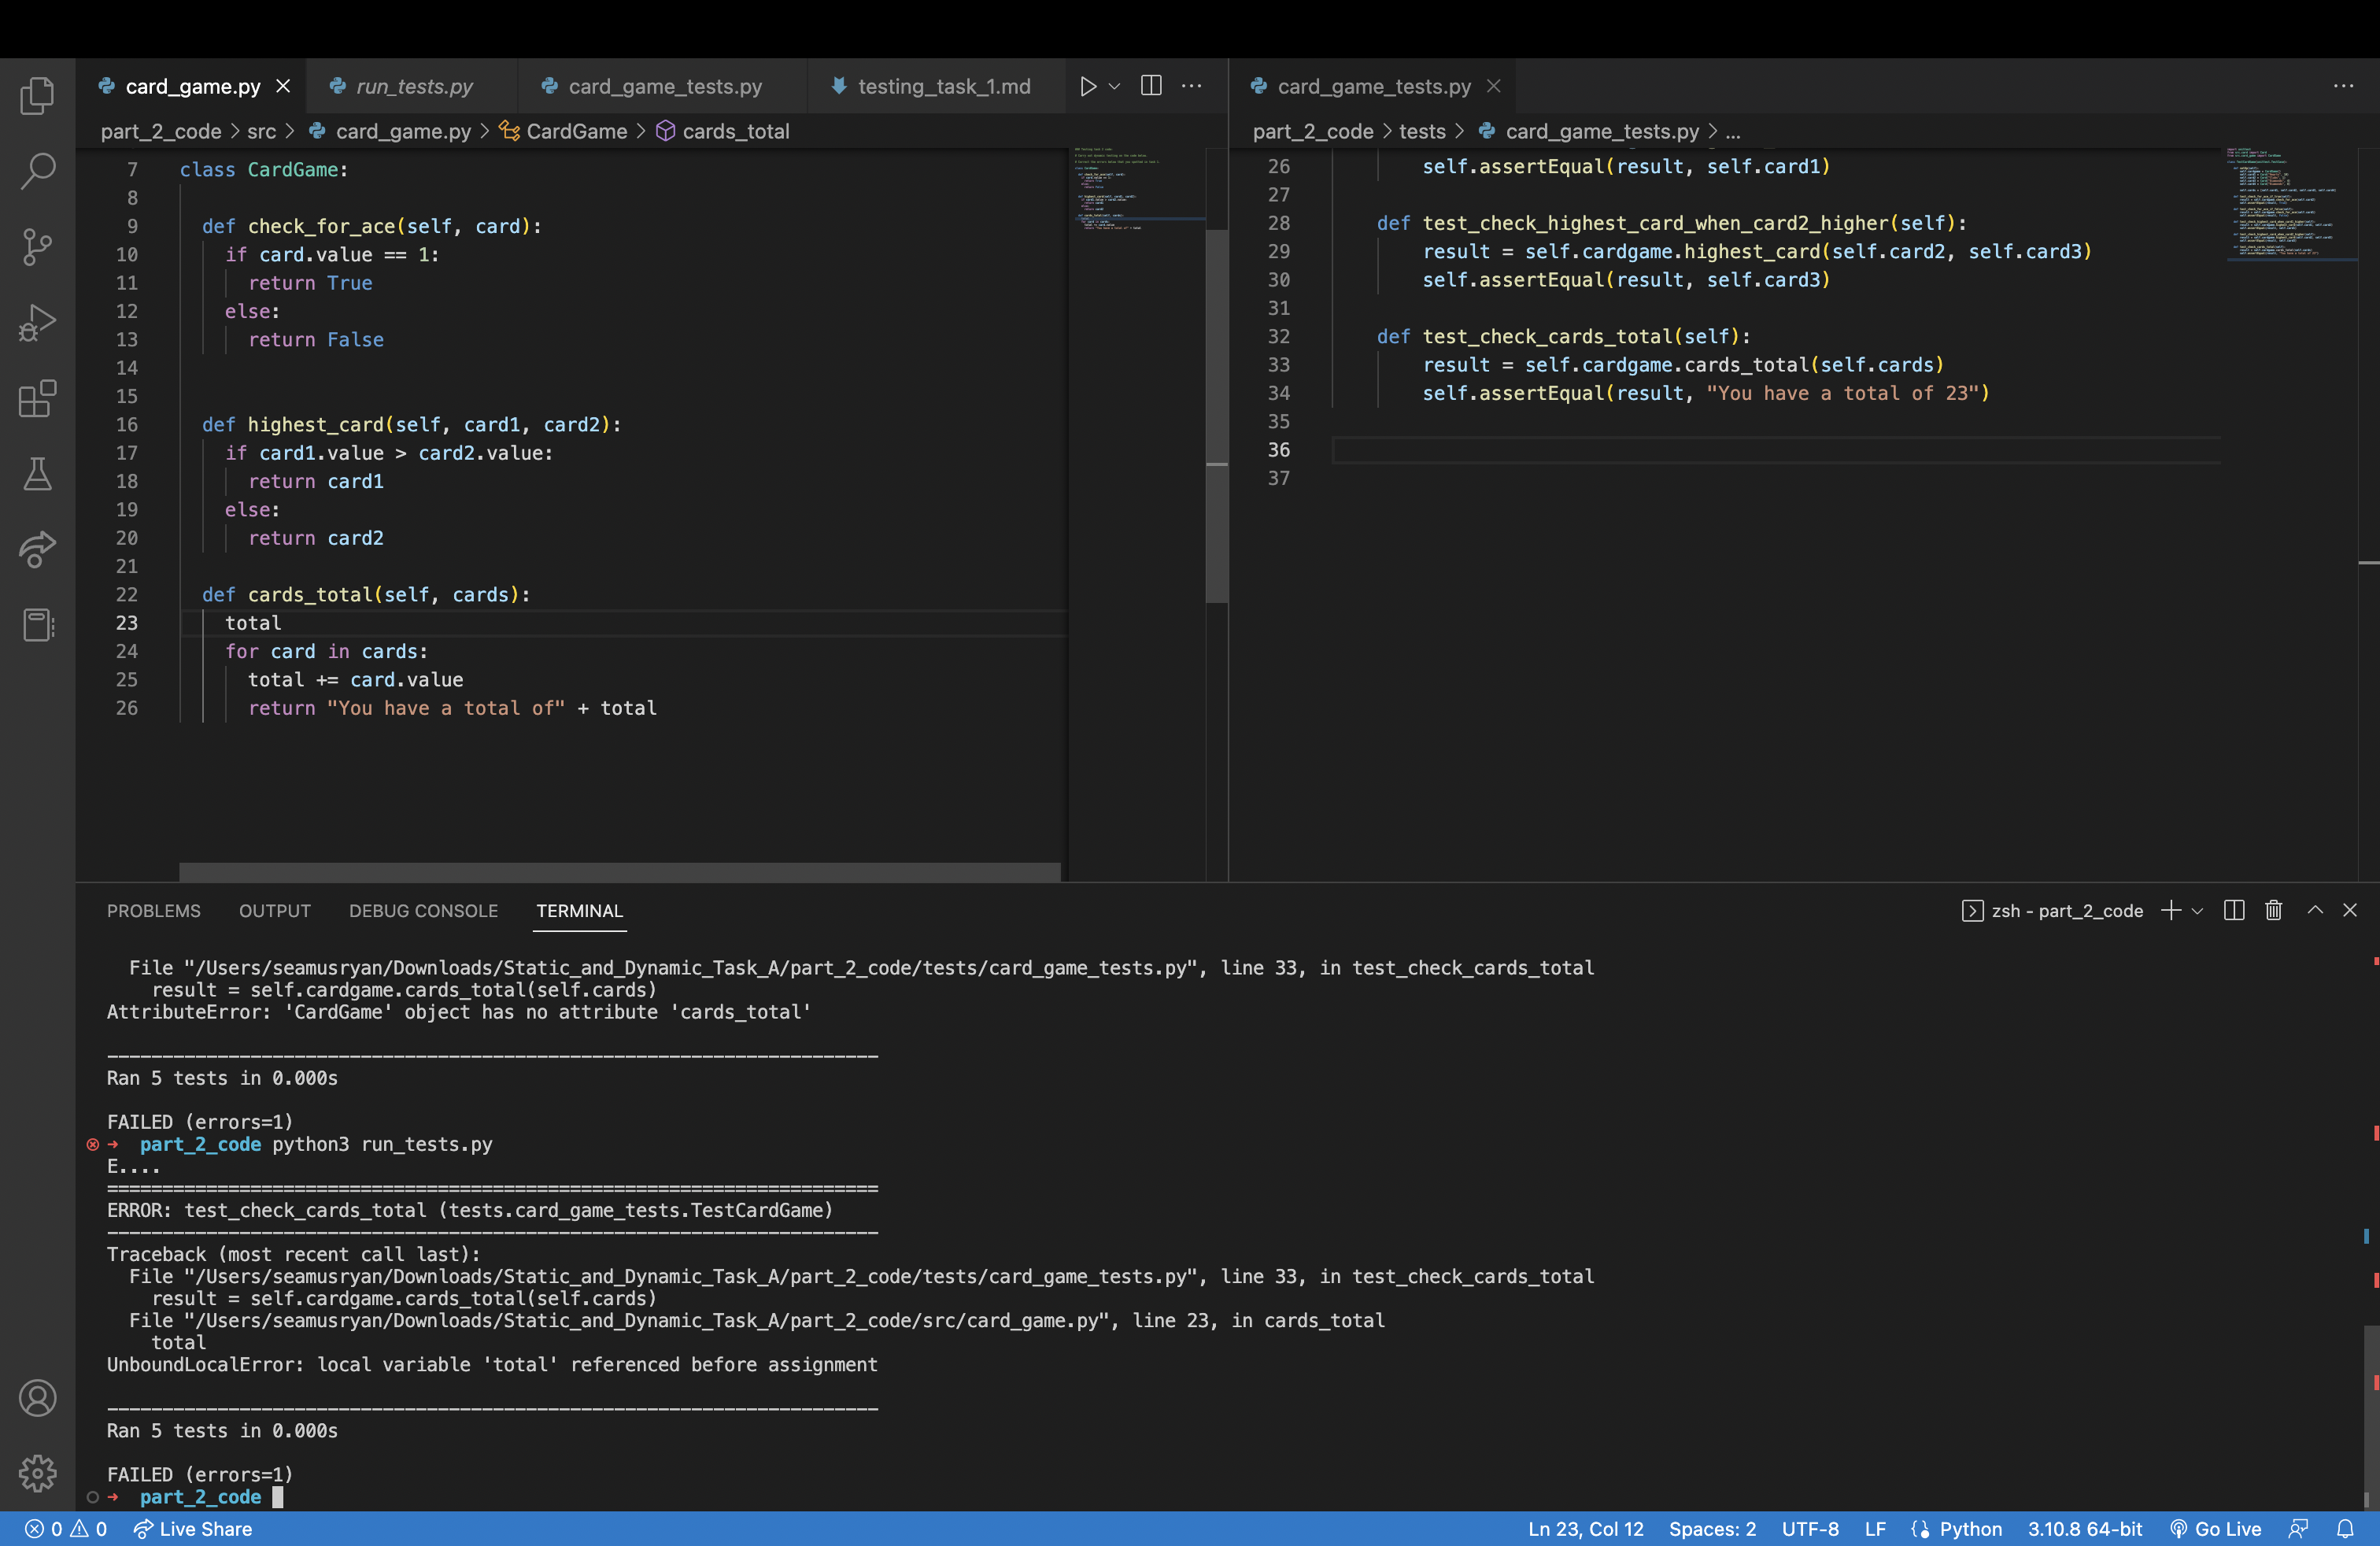 card_game.py
run_tests.py
card_game_tests.py
testing_task_1.md
part_2_code > src > card_game.py > CardGame > cards_total
7 class CardGame:
8
9 def check_for_ace(self, card):
10 if card.value == 1:
11 return True
12 else:
13 return False
14
15
16 def highest_card(self, card1, card2):
17 if card1.value > card2.value:
18 return card1
19 else:
20 return card2
21
22 def cards_total(self, cards):
23 total
24 for card in cards:
25 total += card.value
26 return "You have a total of" + total
card_game_tests.py
part_2_code > tests > card_game_tests.py > ...
26 self.assertEqual(result, self.card1)
27
28 def test_check_highest_card_when_card2_higher(self):
29 result = self.cardgame.highest_card(self.card2, self.card3)
30 self.assertEqual(result, self.card3)
31
32 def test_check_cards_total(self):
33 result = self.cardgame.cards_total(self.cards)
34 self.assertEqual(result, "You have a total of 23")
35
36
37
PROBLEMS OUTPUT DEBUG CONSOLE TERMINAL
zsh - part_2_code
File "/Users/seamusryan/Downloads/Static_and_Dynamic_Task_A/part_2_code/tests/card_game_tests.py", line 33, in test_check_cards_total
result = self.cardgame.cards_total(self.cards)
AttributeError: 'CardGame' object has no attribute 'cards_total'
----------------------------------------------------------------------
Ran 5 tests in 0.000s
FAILED (errors=1)
→ part_2_code python3 run_tests.py
E....
======================================================================
ERROR: test_check_cards_total (tests.card_game_tests.TestCardGame)
----------------------------------------------------------------------
Traceback (most recent call last):
File "/Users/seamusryan/Downloads/Static_and_Dynamic_Task_A/part_2_code/tests/card_game_tests.py", line 33, in test_check_cards_total
result = self.cardgame.cards_total(self.cards)
File "/Users/seamusryan/Downloads/Static_and_Dynamic_Task_A/part_2_code/src/card_game.py", line 23, in cards_total
total
UnboundLocalError: local variable 'total' referenced before assignment
----------------------------------------------------------------------
Ran 5 tests in 0.000s
FAILED (errors=1)
→ part_2_code
0 0 Live Share
Ln 23, Col 12 Spaces: 2 UTF-8 LF Python 3.10.8 64-bit Go Live